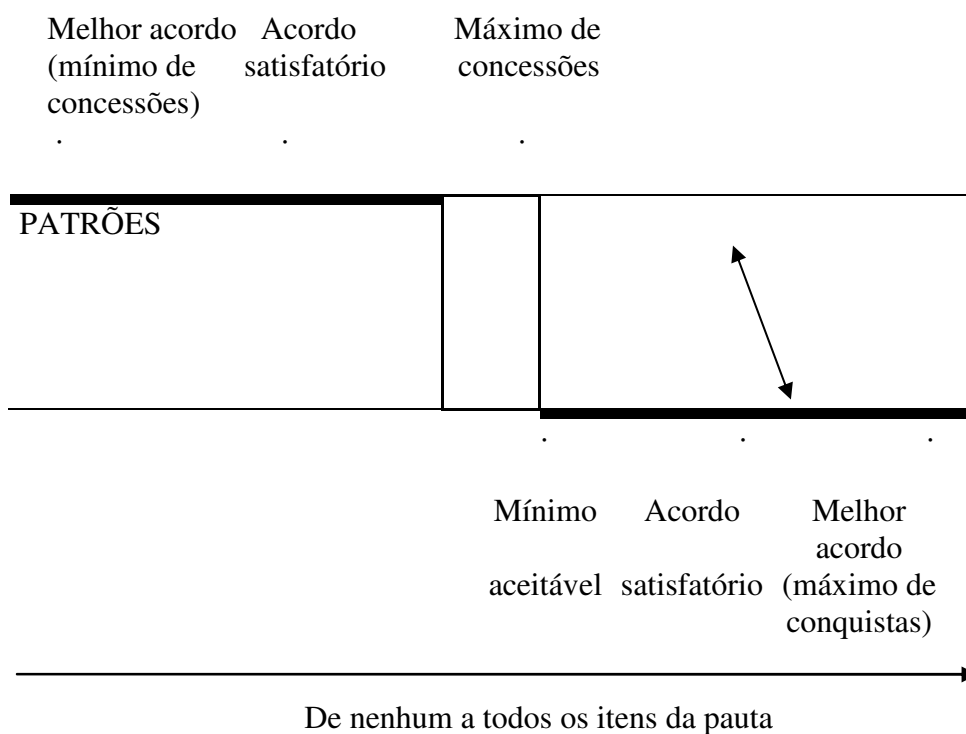 Melhor acordo Acordo Máximo de
(mínimo de satisfatório concessões
concessões)
PATRÕES
Mínimo Acordo Melhor
acordo
aceitável satisfatório (máximo de
conquistas)
De nenhum a todos os itens da pauta